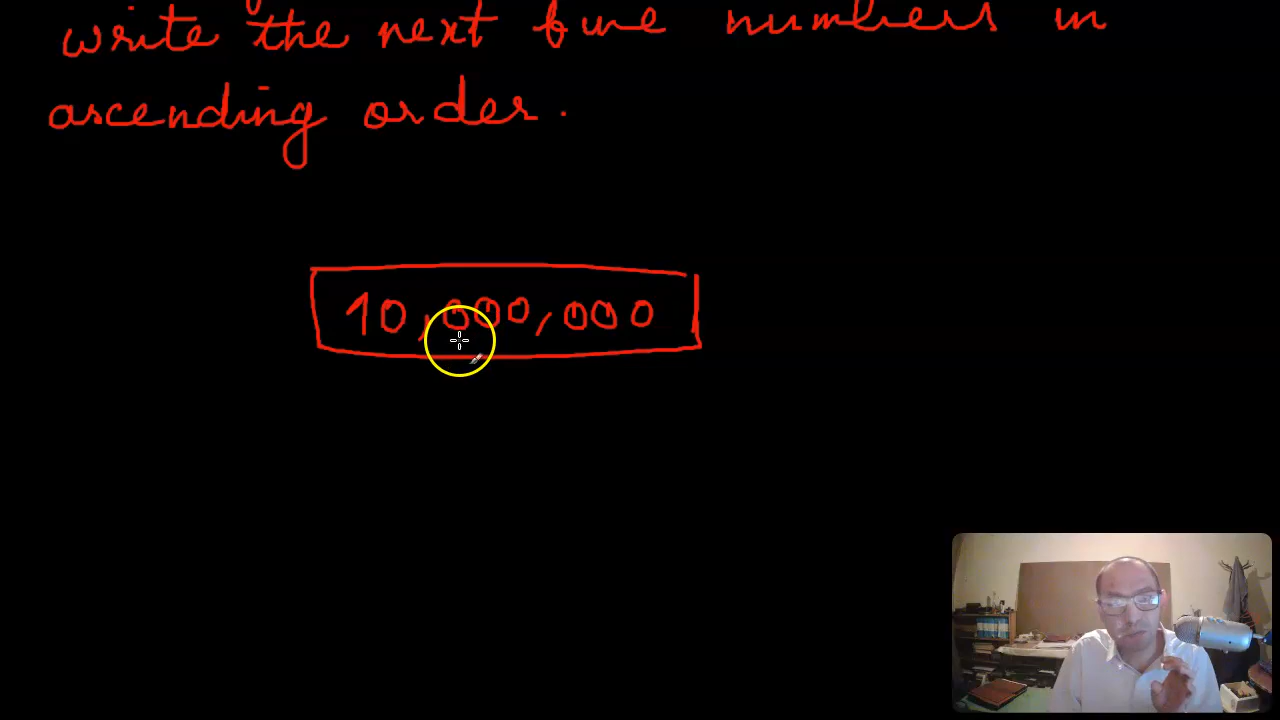 write the next five numbers in
ascending order.
10,000,000